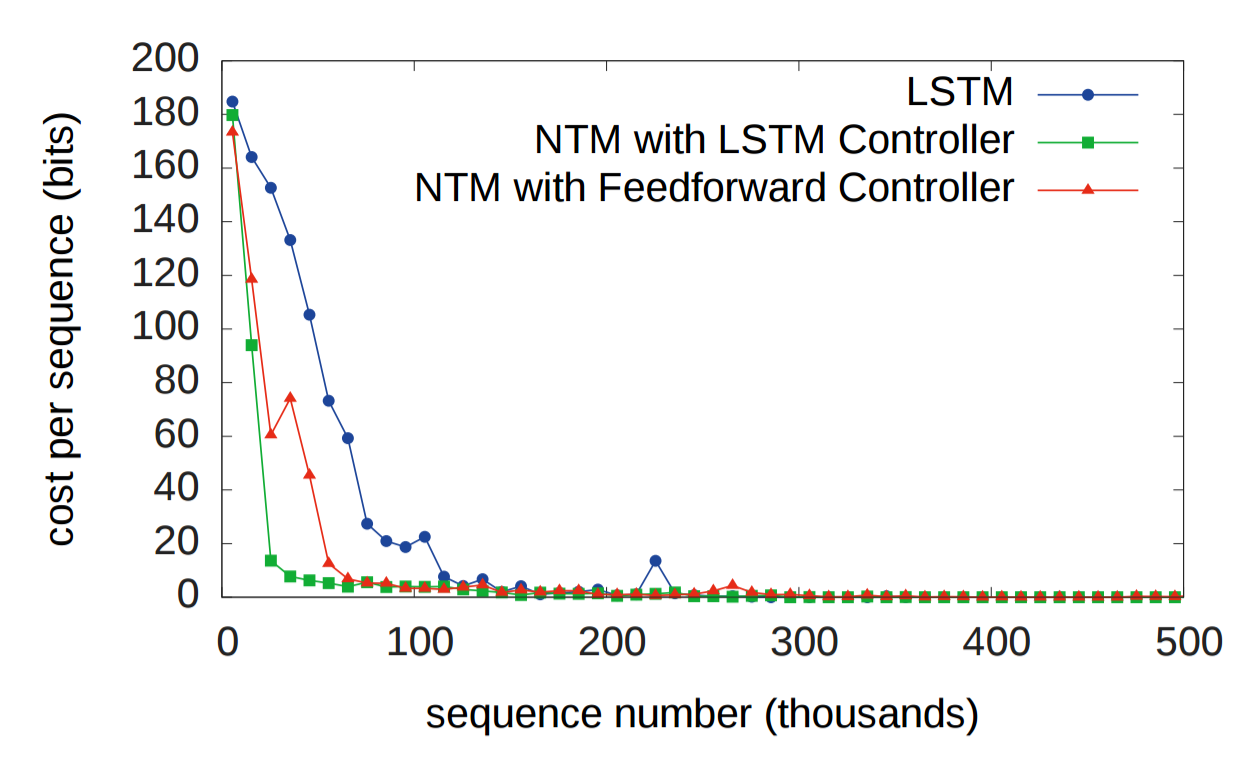 200
180
160
140
120
100
80
60
40
20
0
cost per sequence (bits)
LSTM
NTM with LSTM Controller
NTM with Feedforward Controller
0 100 200 300 400 500
sequence number (thousands)